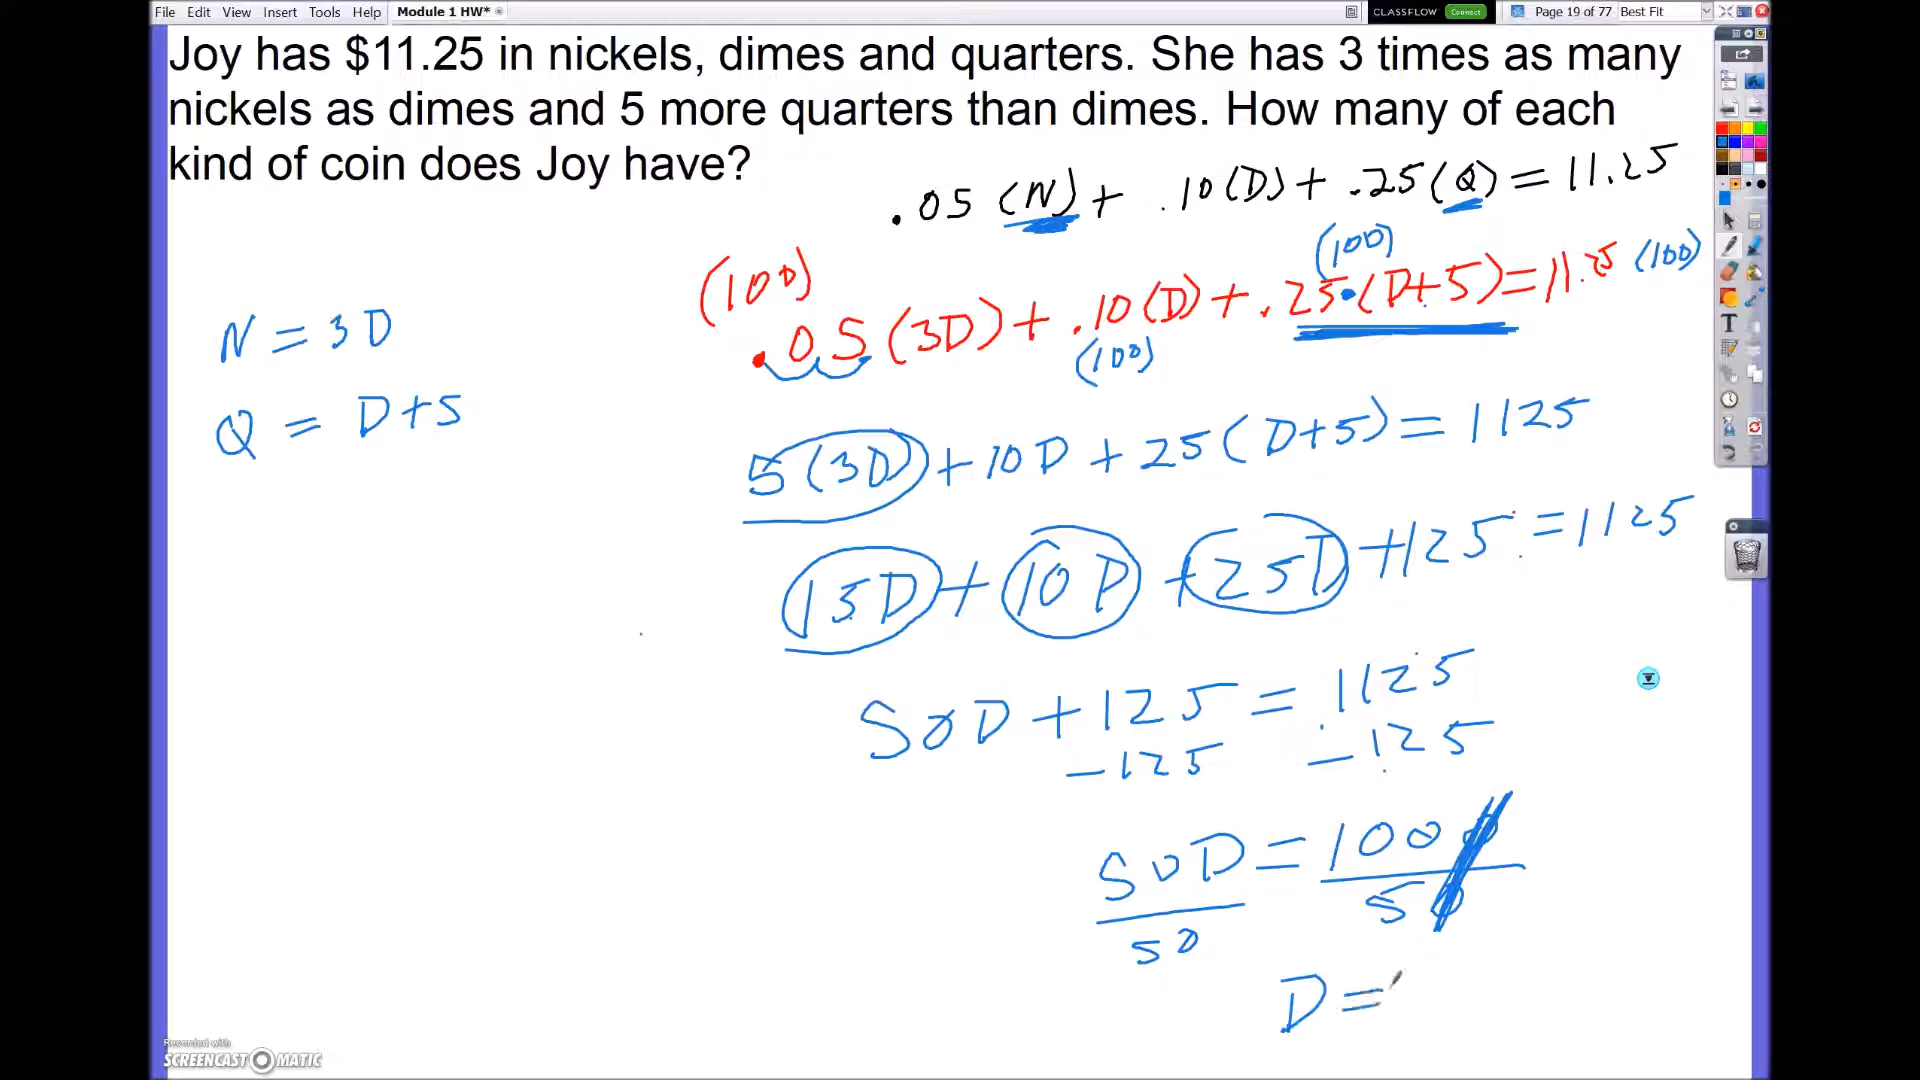 File Edit View Insert Tools Help Module 1 HW* CLASSFLOW Connect Page 19 of 77 Best Fit
Joy has $11.25 in nickels, dimes and quarters. She has 3 times as many
nickels as dimes and 5 more quarters than dimes. How many of each
kind of coin does Joy have?
.05 (N) + .10(D) + .25(Q) = 11.25
(100) (100) (100)
.05(3D) + .10(D) + .25·(D+5) = 11.25
(100)
N = 3D
Q = D+5
5(3D) + 10D + 25(D+5) = 1125
15D + 10D + 25D + 125 = 1125
50D + 125 = 1125
-125 -125
50D = 1000
50 50
D =
Recorded with
SCREENCAST MATIC
T